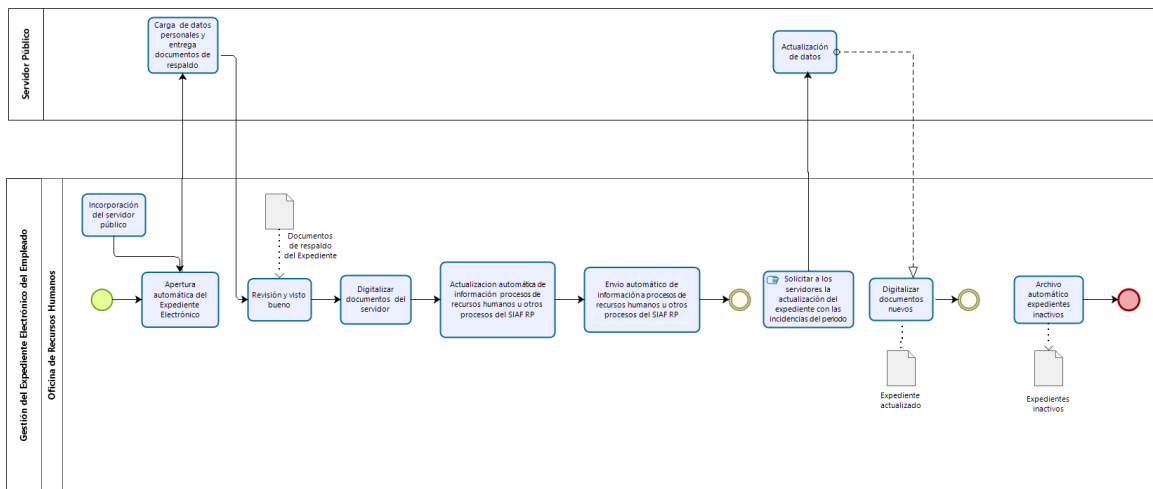 Servidor Público
Carga de datos
personales y
entrega
documentos de
respaldo
Actualización
de datos
Gestión del Expediente Electrónico del Empleado
Oficina de Recursos Humanos
Incorporación
del servidor
público
Apertura
automática del
Expediente
Electrónico
Documentos
de respaldo
del Expediente
Revisión y visto
bueno
Digitalizar
documentos del
servidor
Actualizacion automática de
información procesos de
recursos humanos u otros
procesos del SIAF RP
Envio automático de
información a procesos de
recursos humanos u otros
procesos del SIAF RP
Solicitar a los
servidores la
actualización del
expediente con las
incidencias del periodo
Digitalizar
documentos
nuevos
Expediente
actualizado
Archivo
automático
expedientes
inactivos
Expedientes
inactivos